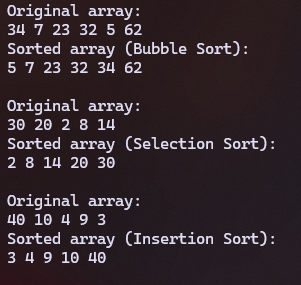 Original array:
34 7 23 32 5 62
Sorted array (Bubble Sort):
5 7 23 32 34 62
Original array:
30 20 2 8 14
Sorted array (Selection Sort):
2 8 14 20 30
Original array:
40 10 4 9 3
Sorted array (Insertion Sort):
3 4 9 10 40